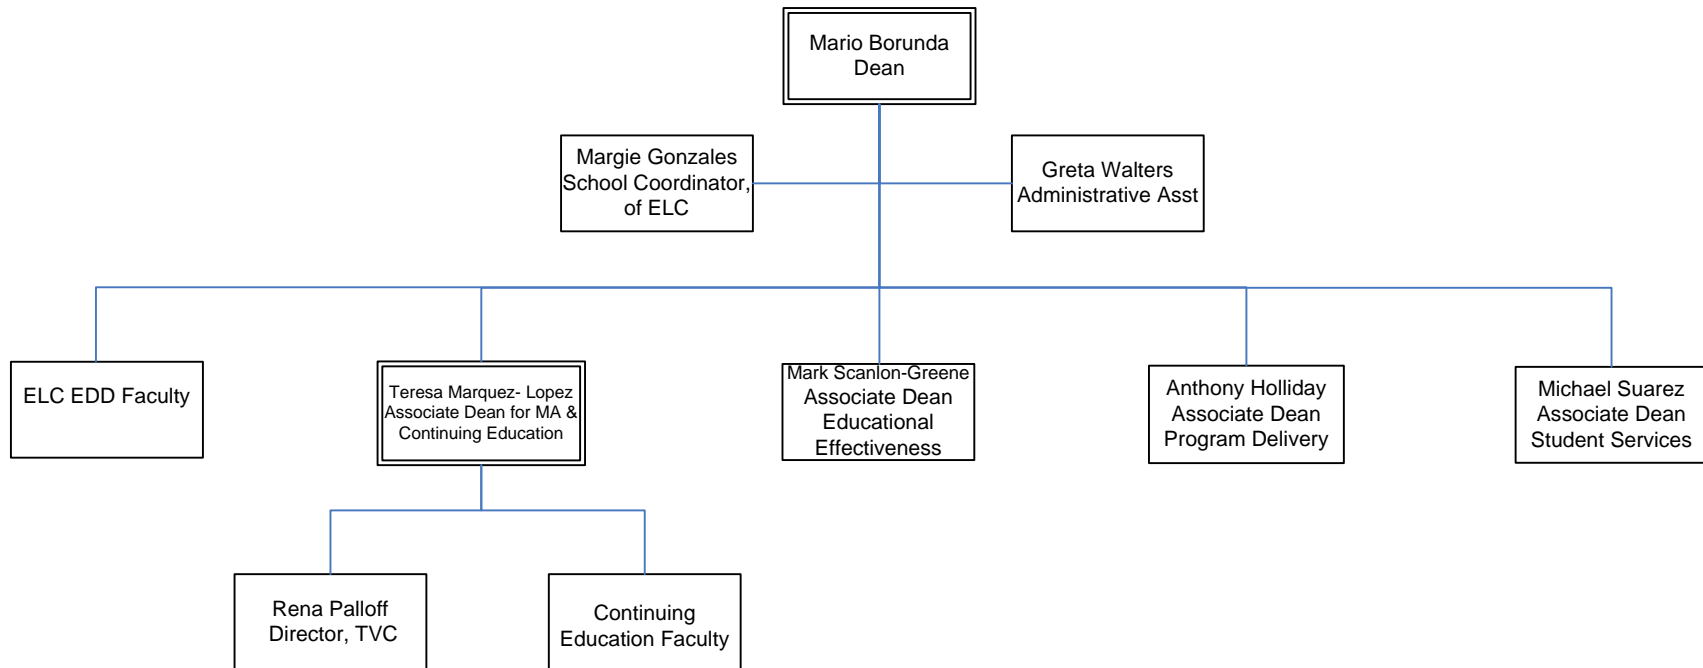 Mario Borunda
Dean
Margie Gonzales
School Coordinator,
of ELC
Greta Walters
Administrative Asst
ELC EDD Faculty
Teresa Marquez- Lopez
Associate Dean for MA &
Continuing Education
Mark Scanlon-Greene
Associate Dean
Educational
Effectiveness
Anthony Holliday
Associate Dean
Program Delivery
Michael Suarez
Associate Dean
Student Services
Rena Palloff
Director, TVC
Continuing
Education Faculty